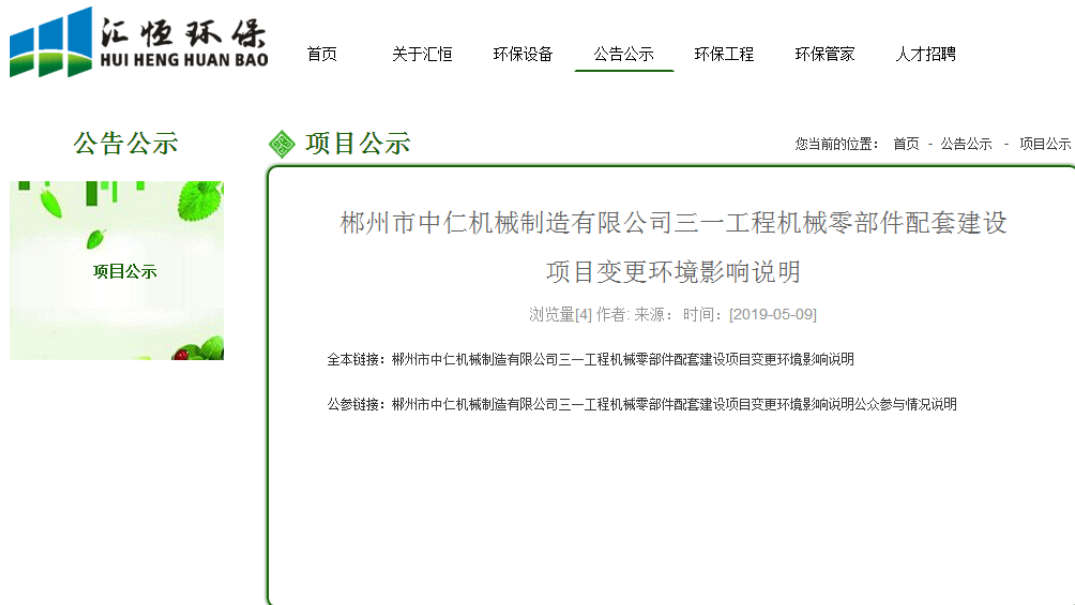 汇恒环保
HUI HENG HUAN BAO
首页 关于汇恒 环保设备 公告公示 环保工程 环保管家 人才招聘
公告公示
项目公示
您当前的位置： 首页 - 公告公示 - 项目公示
项目公示
郴州市中仁机械制造有限公司三一工程机械零部件配套建设
项目变更环境影响说明
浏览量[4] 作者: 来源： 时间：[2019-05-09]
全本链接：郴州市中仁机械制造有限公司三一工程机械零部件配套建设项目变更环境影响说明
公参链接：郴州市中仁机械制造有限公司三一工程机械零部件配套建设项目变更环境影响说明公众参与情况说明